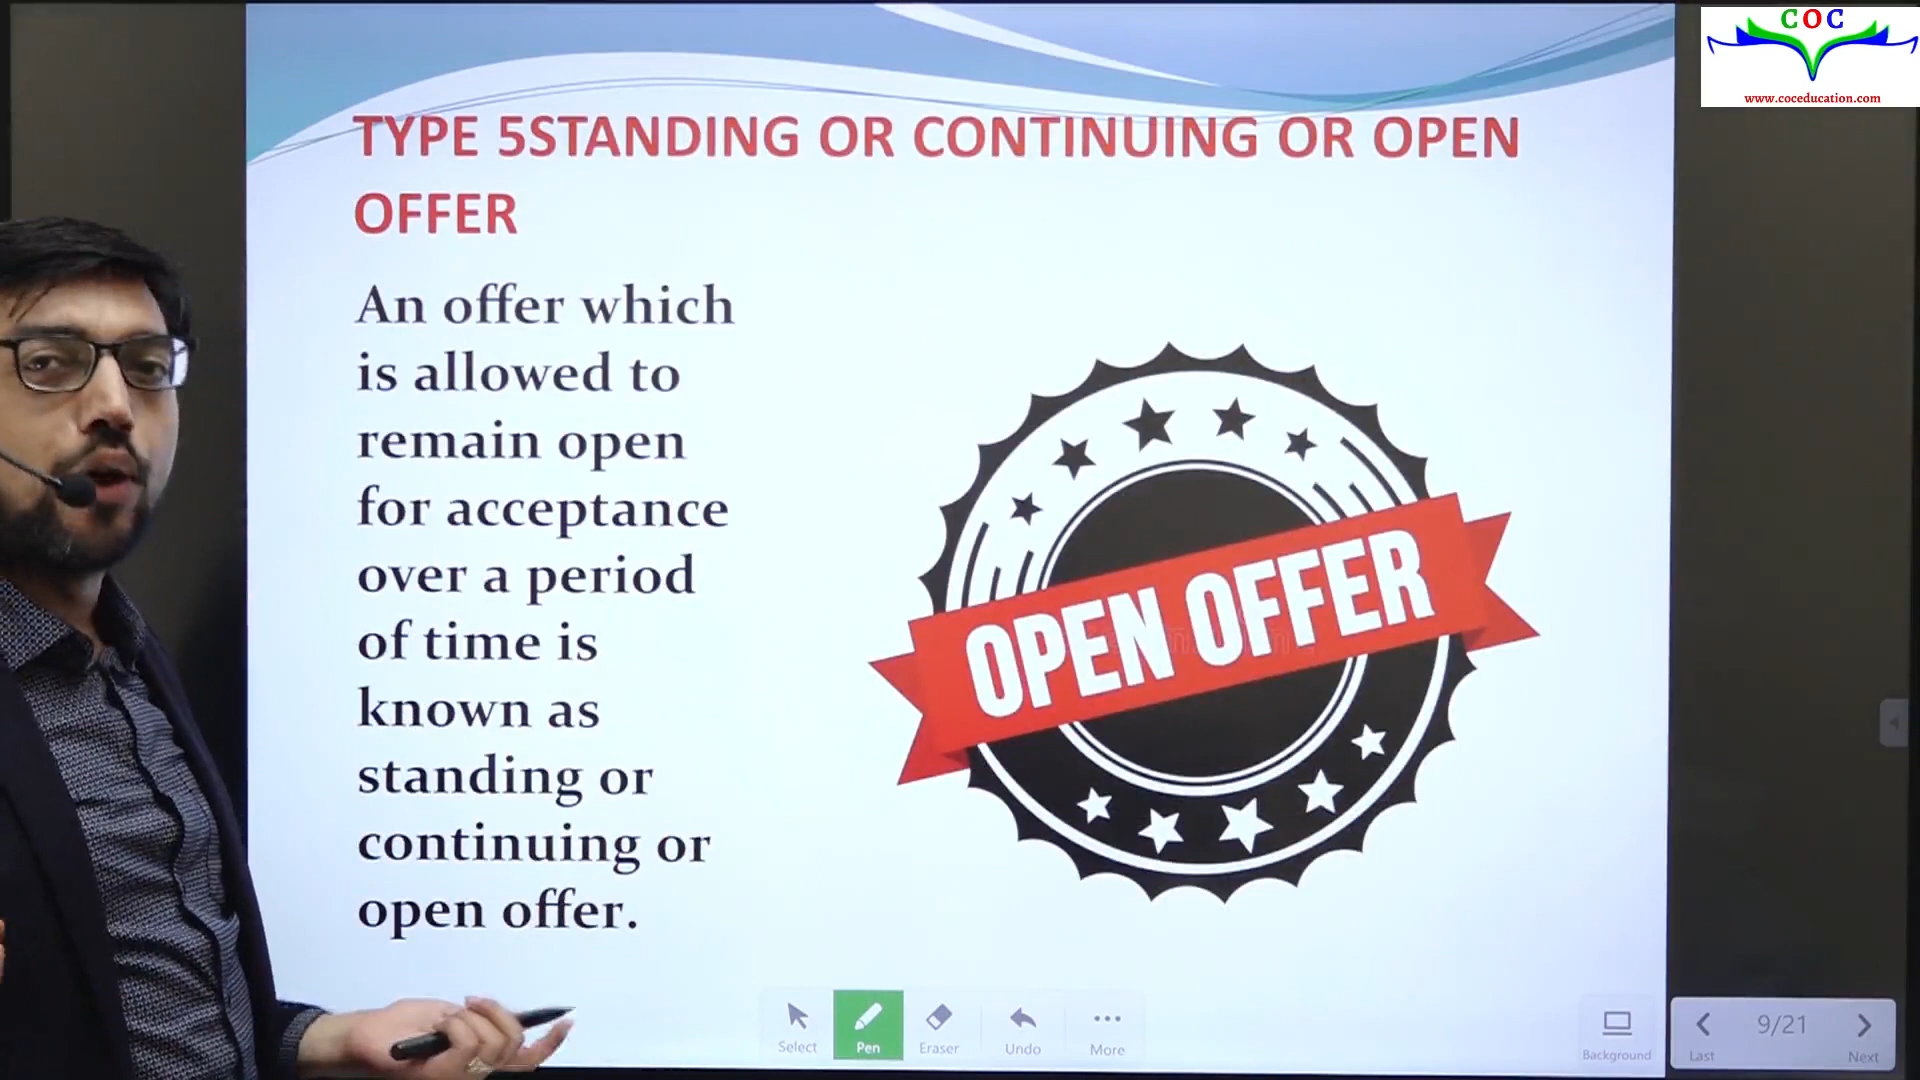 COC
www.coceducation.com
TYPE 5STANDING OR CONTINUING OR OPEN
OFFER
An offer which
is allowed to
remain open
for acceptance
over a period
of time is
known as
standing or
continuing or
open offer.
OPEN OFFER
Select
Pen
Eraser
Undo
More
Background
9/21
Last
Next